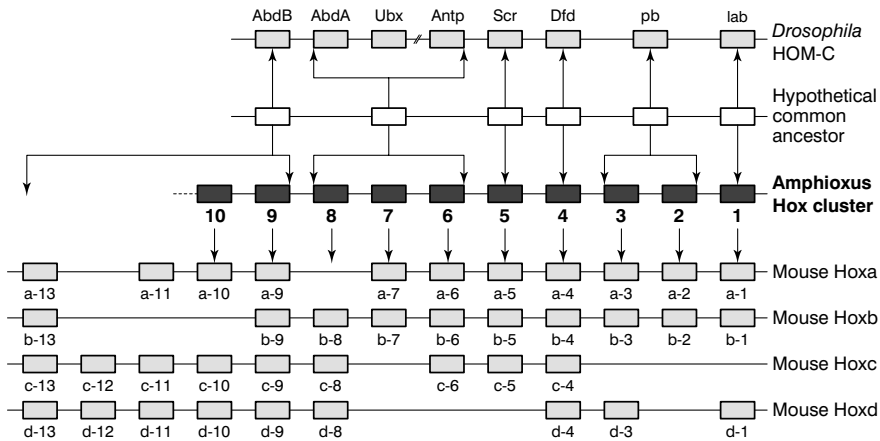 AbdB AbdA Ubx Antp Scr Dfd pb lab
Drosophila
HOM-C
Hypothetical
common
ancestor
Amphioxus
Hox cluster
10 9 8 7 6 5 4 3 2 1
Mouse Hoxa
a-13 a-11 a-10 a-9 a-7 a-6 a-5 a-4 a-3 a-2 a-1
Mouse Hoxb
b-13 b-9 b-8 b-7 b-6 b-5 b-4 b-3 b-2 b-1
Mouse Hoxc
c-13 c-12 c-11 c-10 c-9 c-8 c-6 c-5 c-4
Mouse Hoxd
d-13 d-12 d-11 d-10 d-9 d-8 d-4 d-3 d-1